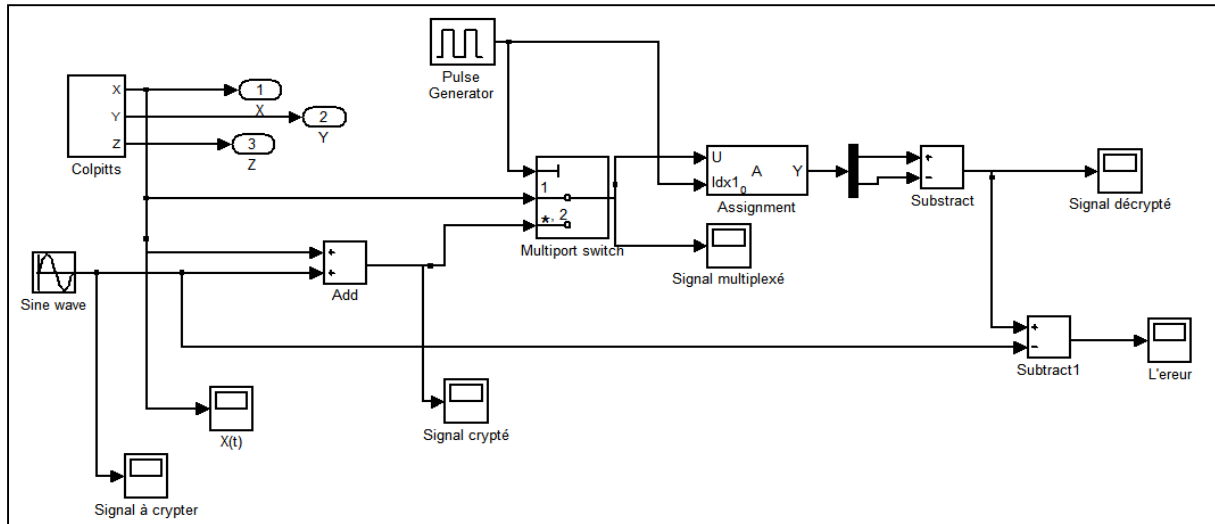 Pulse
Generator
X
Y
Z
Colpitts
1
X
2
Y
3
Z
1
*, 2
Multiport switch
U
Idx1
0
A
Y
Assignment
+
-
Substract
Signal décrypté
Signal multiplexé
Sine wave
+
+
Add
+
-
Subtract1
L'ereur
X(t)
Signal crypté
Signal à crypter